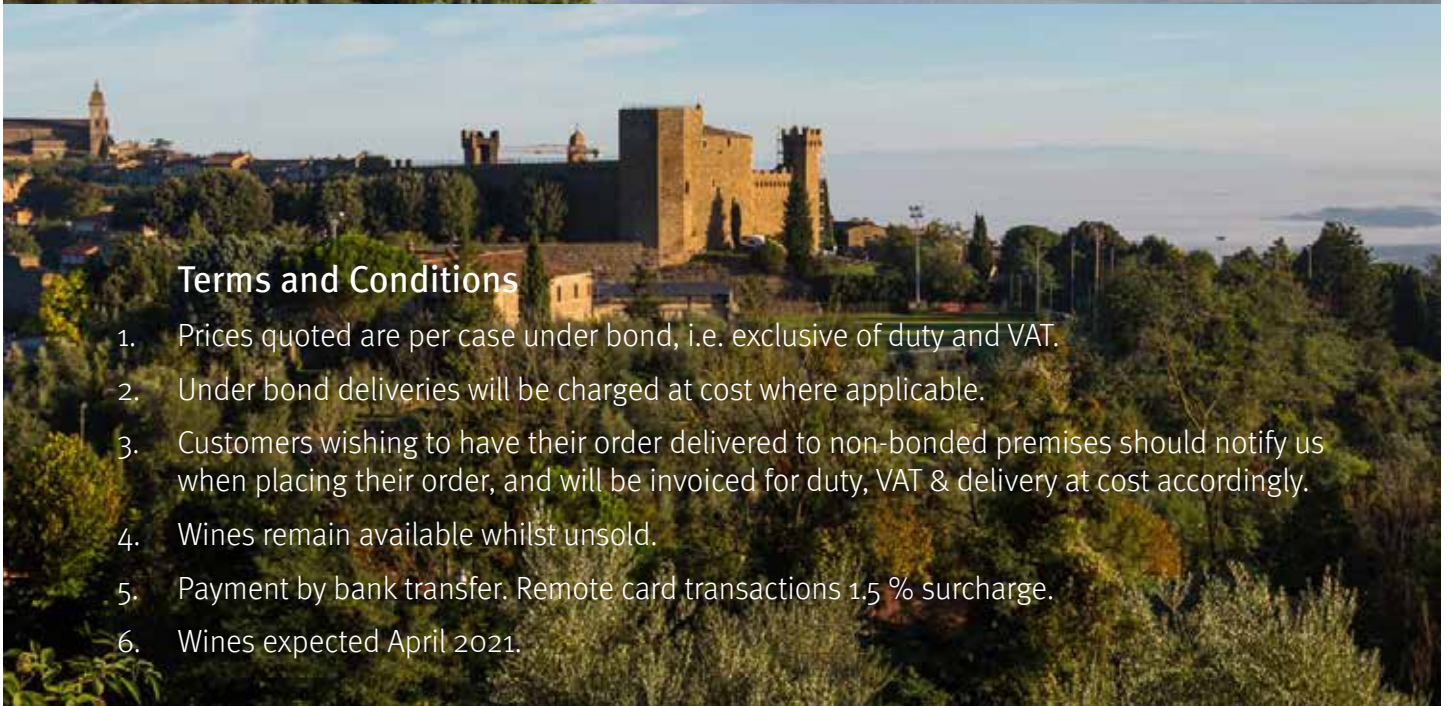 Terms and Conditions
1. Prices quoted are per case under bond, i.e. exclusive of duty and VAT.
2. Under bond deliveries will be charged at cost where applicable.
3. Customers wishing to have their order delivered to non-bonded premises should notify us
when placing their order, and will be invoiced for duty, VAT & delivery at cost accordingly.
4. Wines remain available whilst unsold.
5. Payment by bank transfer. Remote card transactions 1.5 % surcharge.
6. Wines expected April 2021.